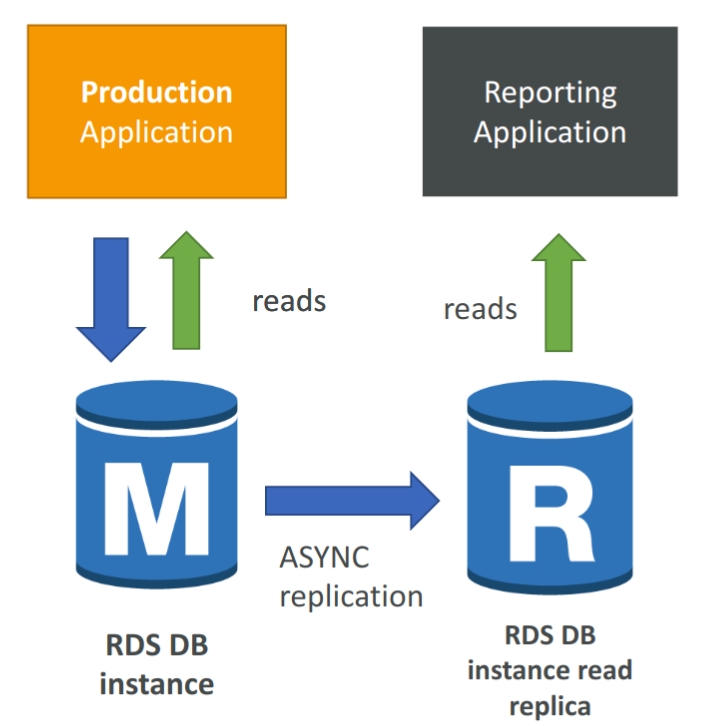 Production
Application
Reporting
Application
reads
reads
M
R
ASYNC
replication
RDS DB
instance
RDS DB
instance read
replica